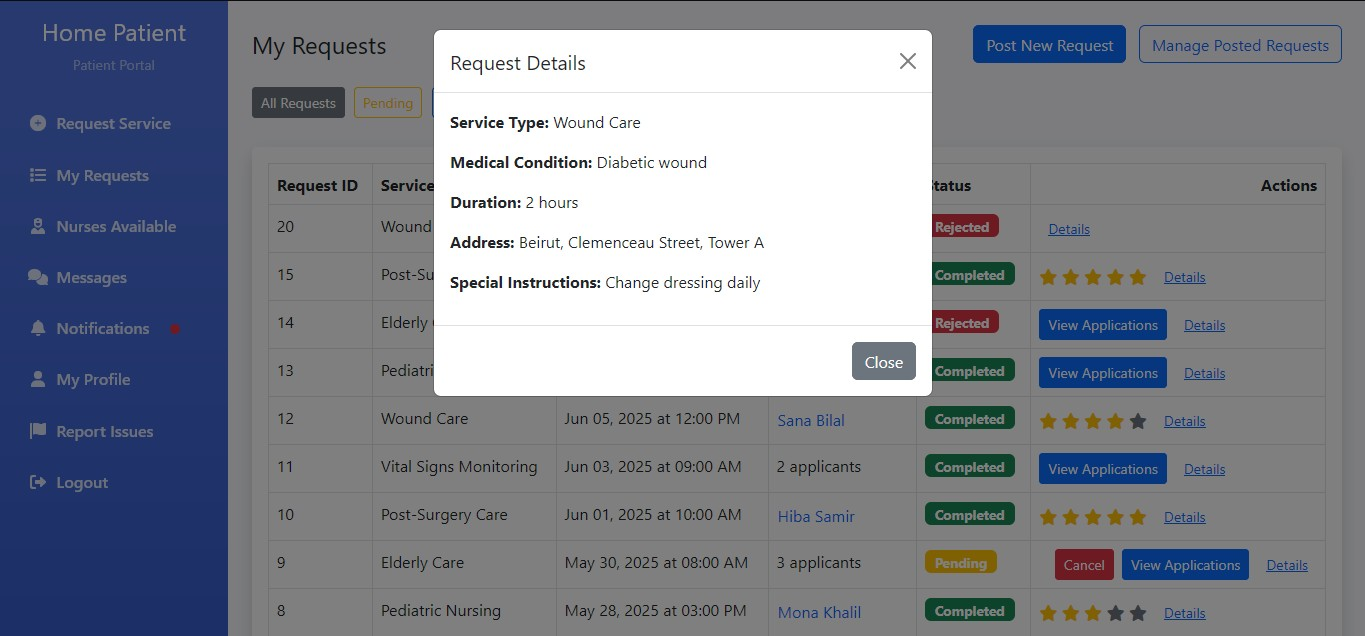 Home Patient
Patient Portal
Request Service
My Requests
Nurses Available
Messages
Notifications
My Profile
Report Issues
Logout
My Requests
Post New Request
Manage Posted Requests
All Requests
Pending
Request Details
Service Type: Wound Care
Medical Condition: Diabetic wound
Duration: 2 hours
Address: Beirut, Clemenceau Street, Tower A
Special Instructions: Change dressing daily
Close
Request ID Service Status Actions
20 Wound Rejected Details
15 Post-Su Completed Details
14 Elderly Rejected View Applications Details
13 Pediatri Completed View Applications Details
12 Wound Care Jun 05, 2025 at 12:00 PM Sana Bilal Completed Details
11 Vital Signs Monitoring Jun 03, 2025 at 09:00 AM 2 applicants Completed View Applications Details
10 Post-Surgery Care Jun 01, 2025 at 10:00 AM Hiba Samir Completed Details
9 Elderly Care May 30, 2025 at 08:00 AM 3 applicants Pending Cancel View Applications Details
8 Pediatric Nursing May 28, 2025 at 03:00 PM Mona Khalil Completed Details